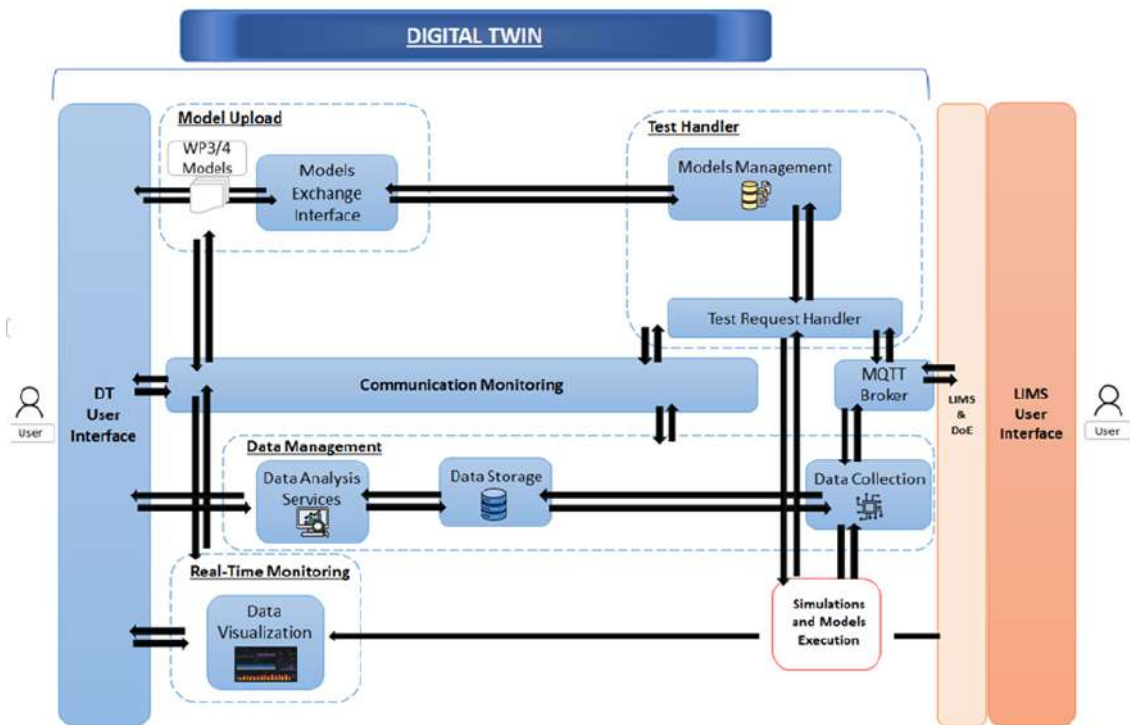 DIGITAL TWIN
Model Upload
WP3/4
Models
Models
Exchange
Interface
Test Handler
Models Management
Test Request Handler
Communication Monitoring
MQTT
Broker
DT
User
Interface
User
LIMS
&
DoE
LIMS
User
Interface
User
Data Management
Data Analysis
Services
Data Storage
Data Collection
Real-Time Monitoring
Data
Visualization
Simulations
and Models
Execution